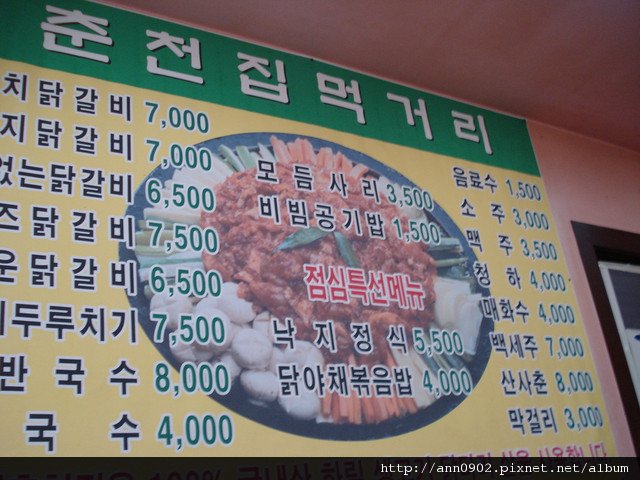 춘천집먹거리
치닭갈비 7,000
지닭갈비 7,000
없는닭갈비 6,500
즈닭갈비 7,500
운닭갈비 6,500
두루치기 7,500
반국수 8,000
국수 4,000
모듬사리 3,500
비빔공기밥 1,500
점심특선메뉴
낙지정식 5,500
닭야채볶음밥 4,000
음료수 1,500
소주 3,000
맥주 3,500
청하 4,000
매화수 4,000
백세주 7,000
산사춘 8,000
막걸리 3,000
100% 국내산
http://ann0902.pixnet.net/album